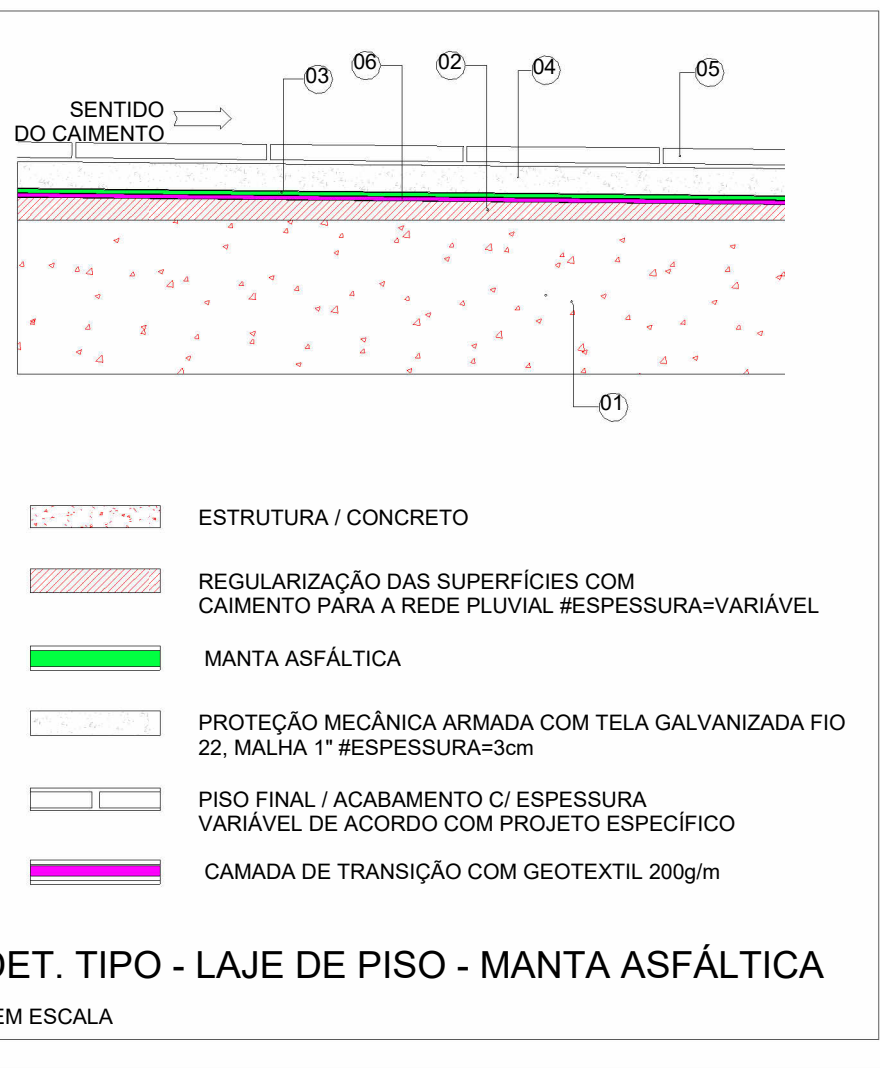 03
06
02
04
05
SENTIDO
DO CAIMENTO
01
ESTRUTURA / CONCRETO
REGULARIZAÇÃO DAS SUPERFÍCIES COM
CAIMENTO PARA A REDE PLUVIAL #ESPESSURA=VARIÁVEL
MANTA ASFÁLTICA
PROTEÇÃO MECÂNICA ARMADA COM TELA GALVANIZADA FIO
22, MALHA 1" #ESPESSURA=3cm
PISO FINAL / ACABAMENTO C/ ESPESSURA
VARIÁVEL DE ACORDO COM PROJETO ESPECÍFICO
CAMADA DE TRANSIÇÃO COM GEOTEXTIL 200g/m
DET. TIPO - LAJE DE PISO - MANTA ASFÁLTICA
EM ESCALA